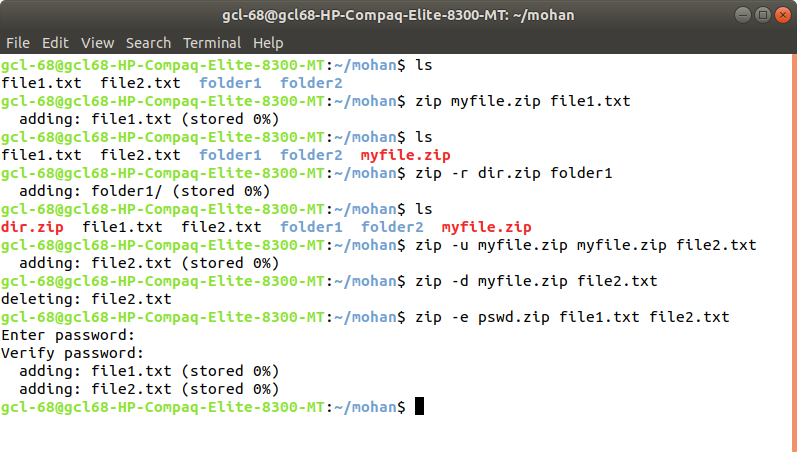 gcl-68@gcl68-HP-Compaq-Elite-8300-MT: ~/mohan
File Edit View Search Terminal Help
gcl-68@gcl68-HP-Compaq-Elite-8300-MT:~/mohan$ ls
file1.txt  file2.txt  folder1  folder2
gcl-68@gcl68-HP-Compaq-Elite-8300-MT:~/mohan$ zip myfile.zip file1.txt
  adding: file1.txt (stored 0%)
gcl-68@gcl68-HP-Compaq-Elite-8300-MT:~/mohan$ ls
file1.txt  file2.txt  folder1  folder2  myfile.zip
gcl-68@gcl68-HP-Compaq-Elite-8300-MT:~/mohan$ zip -r dir.zip folder1
  adding: folder1/ (stored 0%)
gcl-68@gcl68-HP-Compaq-Elite-8300-MT:~/mohan$ ls
dir.zip  file1.txt  file2.txt  folder1  folder2  myfile.zip
gcl-68@gcl68-HP-Compaq-Elite-8300-MT:~/mohan$ zip -u myfile.zip myfile.zip file2.txt
  adding: file2.txt (stored 0%)
gcl-68@gcl68-HP-Compaq-Elite-8300-MT:~/mohan$ zip -d myfile.zip file2.txt
deleting: file2.txt
gcl-68@gcl68-HP-Compaq-Elite-8300-MT:~/mohan$ zip -e pswd.zip file1.txt file2.txt
Enter password:
Verify password:
  adding: file1.txt (stored 0%)
  adding: file2.txt (stored 0%)
gcl-68@gcl68-HP-Compaq-Elite-8300-MT:~/mohan$